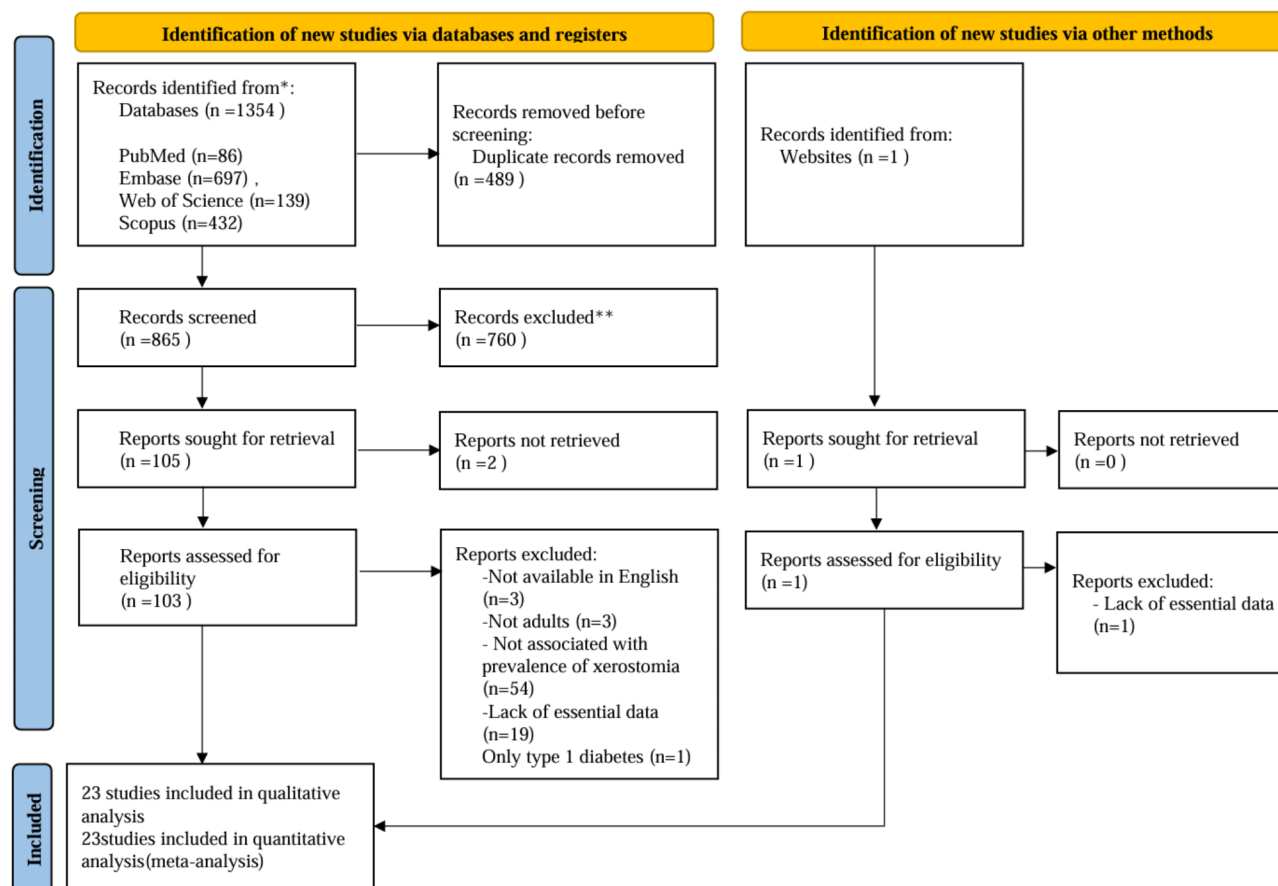 Identification of new studies via databases and registers
Identification of new studies via other methods
Identification
Records identified from*:
Databases (n =1354 )
PubMed (n=86)
Embase (n=697) ,
Web of Science (n=139)
Scopus (n=432)
Records removed before
screening:
Duplicate records removed
(n =489 )
Records identified from:
Websites (n =1 )
Screening
Records screened
(n =865 )
Records excluded**
(n =760 )
Reports sought for retrieval
(n =105 )
Reports not retrieved
(n =2 )
Reports sought for retrieval
(n =1 )
Reports not retrieved
(n =0 )
Reports assessed for
eligibility
(n =103 )
Reports excluded:
-Not available in English
(n=3)
-Not adults (n=3)
- Not associated with
prevalence of xerostomia
(n=54)
-Lack of essential data
(n=19)
Only type 1 diabetes (n=1)
Reports assessed for eligibility
(n =1)
Reports excluded:
- Lack of essential data
(n=1)
Included
23 studies included in qualitative
analysis
23studies included in quantitative
analysis(meta-analysis)